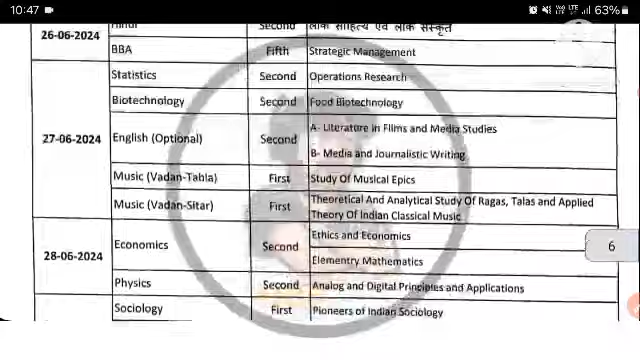 10:47 63%
Hindi Second लोक साहित्य एवं लोक संस्कृत
26-06-2024
BBA Fifth Strategic Management
Statistics Second Operations Research
Biotechnology Second Food Biotechnology
27-06-2024 English (Optional) Second
A- Literature in Flims and Media Studies
B- Media and Journalistic Writing
Music (Vadan-Tabla) First Study Of Musical Epics
Music (Vadan-Sitar) First Theoretical And Analytical Study Of Ragas, Talas and Applied
Theory Of Indian Classical Music
28-06-2024 Economics Second
Ethics and Economics
Elementry Mathematics
6
Physics Second Analog and Digital Principles and Applications
Sociology First Pioneers of Indian Sociology